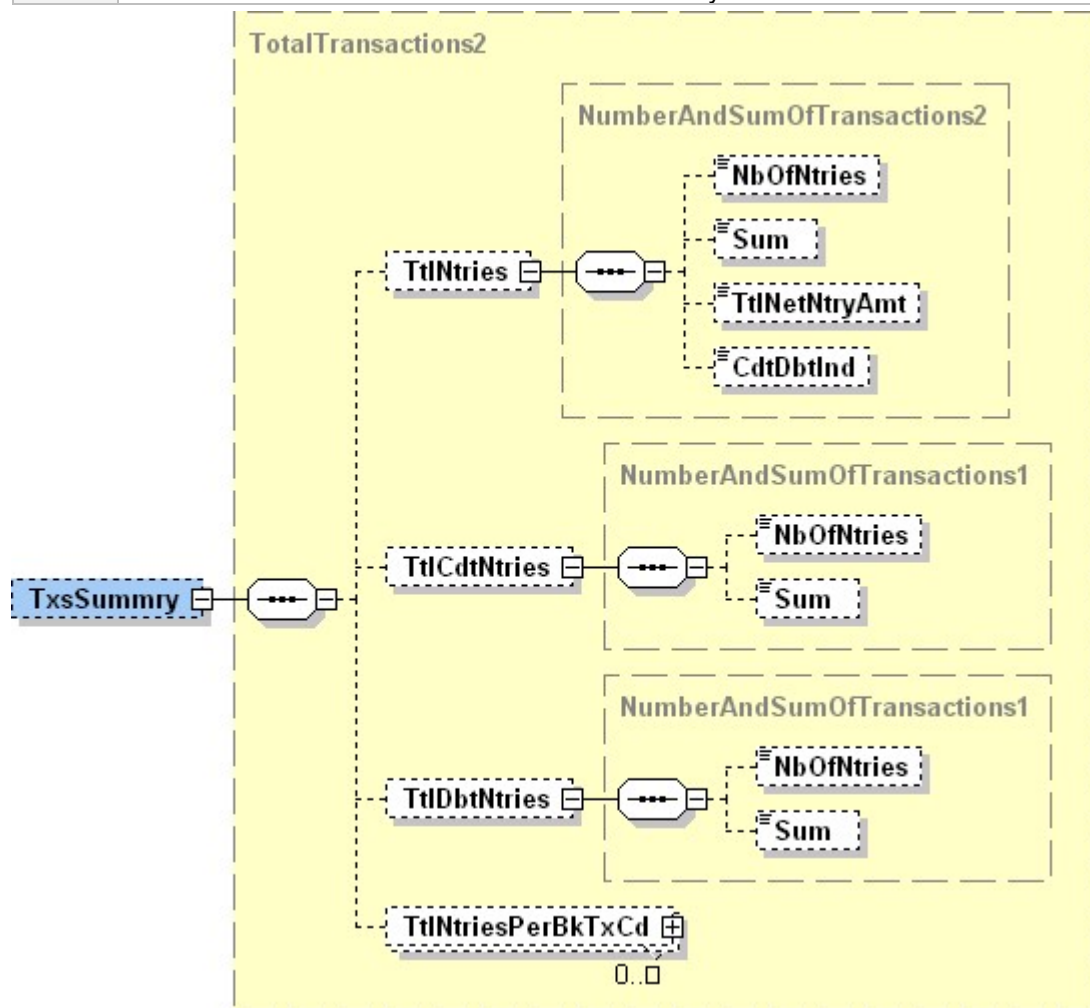 TotalTransactions2
NumberAndSumOfTransactions2
NbOfNtries
Sum
TtlNtries
TtlNetNtryAmt
CdtDbtInd
NumberAndSumOfTransactions1
NbOfNtries
TtlCdtNtries
Sum
TxsSummry
NumberAndSumOfTransactions1
NbOfNtries
TtlDbtNtries
Sum
TtlNtriesPerBkTxCd
0..□